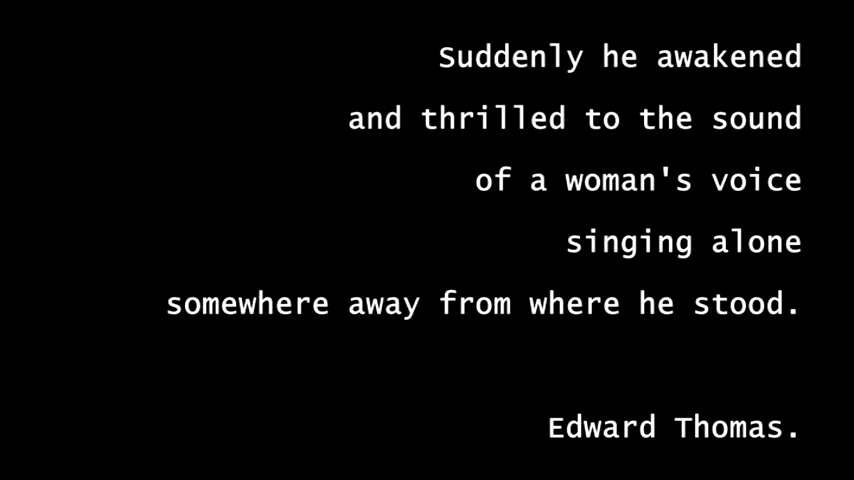 Suddenly he awakened
and thrilled to the sound
of a woman's voice
singing alone
somewhere away from where he stood.
Edward Thomas.